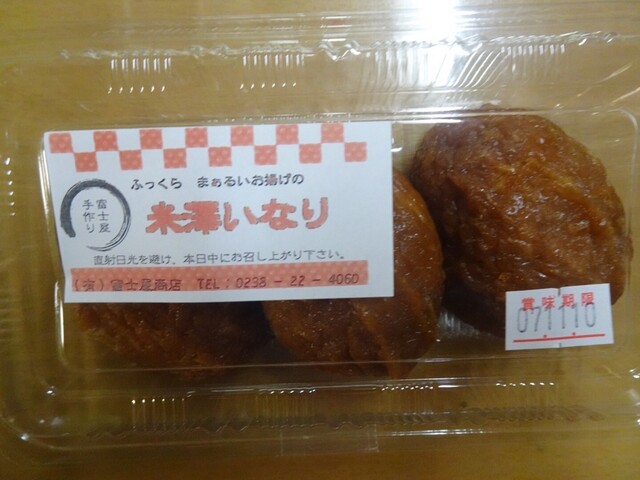 ふっくら まぁるいお揚げの
富士屋
手作り
米澤いなり
直射日光を避け、本日中にお召し上がり下さい。
(有)富士屋商店 TEL:0238-22-4060
賞味期限
07.11.10